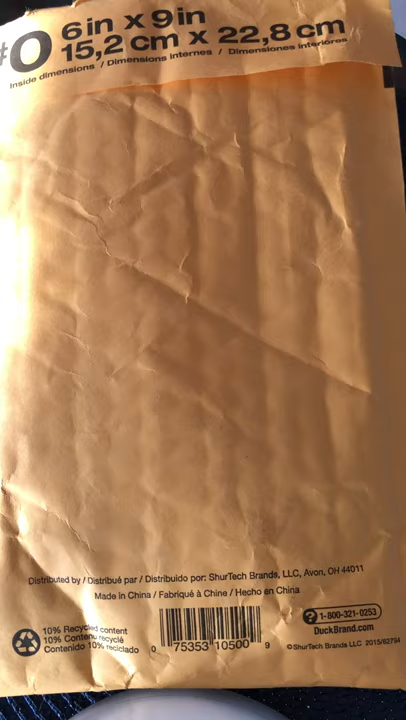 #0 6 in x 9 in
15,2 cm x 22,8 cm
Inside dimensions / Dimensions internes / Dimensiones interiores
Distributed by / Distribué par / Distribuido por: ShurTech Brands, LLC, Avon, OH 44011
Made in China / Fabriqué à Chine / Hecho en China
10% Recycled content
10% Contenu recyclé
Contenido 10% reciclado
0 75353 10500 9
? 1-800-321-0253
DuckBrand.com
©ShurTech Brands LLC 2015/62794